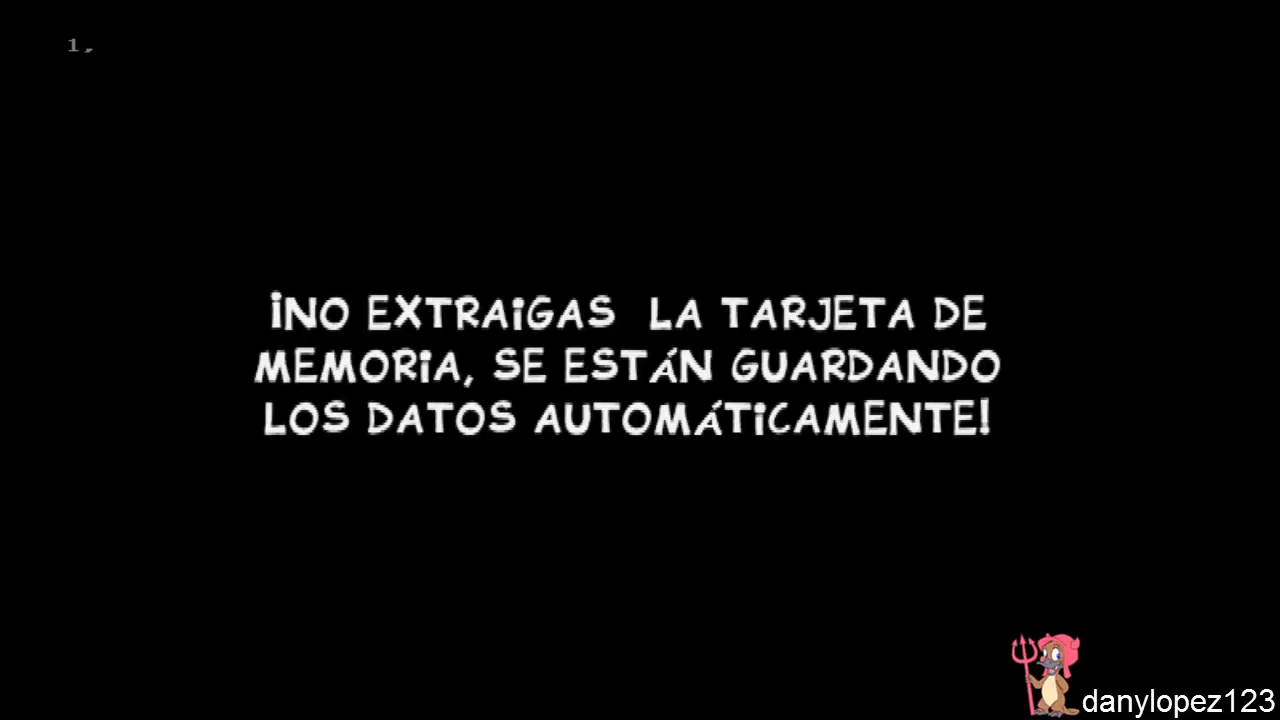 1,
¡NO EXTRAIGAS LA TARJETA DE
MEMORIA, SE ESTÁN GUARDANDO
LOS DATOS AUTOMÁTICAMENTE!
danylopez123